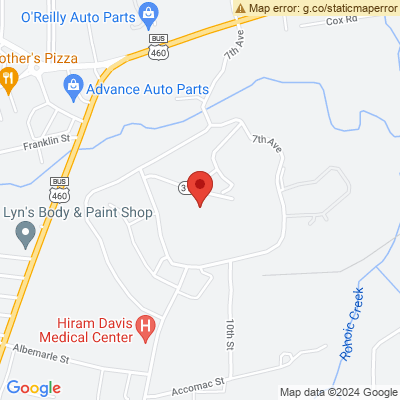 Map error: g.co/staticmaperror
O'Reilly Auto Parts
Cox Rd
7th Ave
BUS
460
other's Pizza
Advance Auto Parts
Franklin St
7th Ave
BUS
460
3
Lyn's Body & Paint Shop
Hiram Davis
Medical Center
Albemarle St
10th St
Rohoic Creek
Accomac St
Google
Map data ©2024 Google